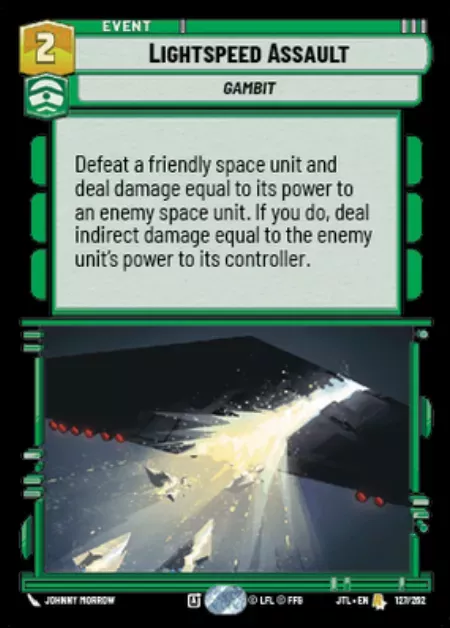 EVENT
2
LIGHTSPEED ASSAULT
GAMBIT
Defeat a friendly space unit and
deal damage equal to its power to
an enemy space unit. If you do, deal
indirect damage equal to the enemy
unit's power to its controller.
JOHNNY MORROW
A
© LFL © FFG
JTL • EN
127/262